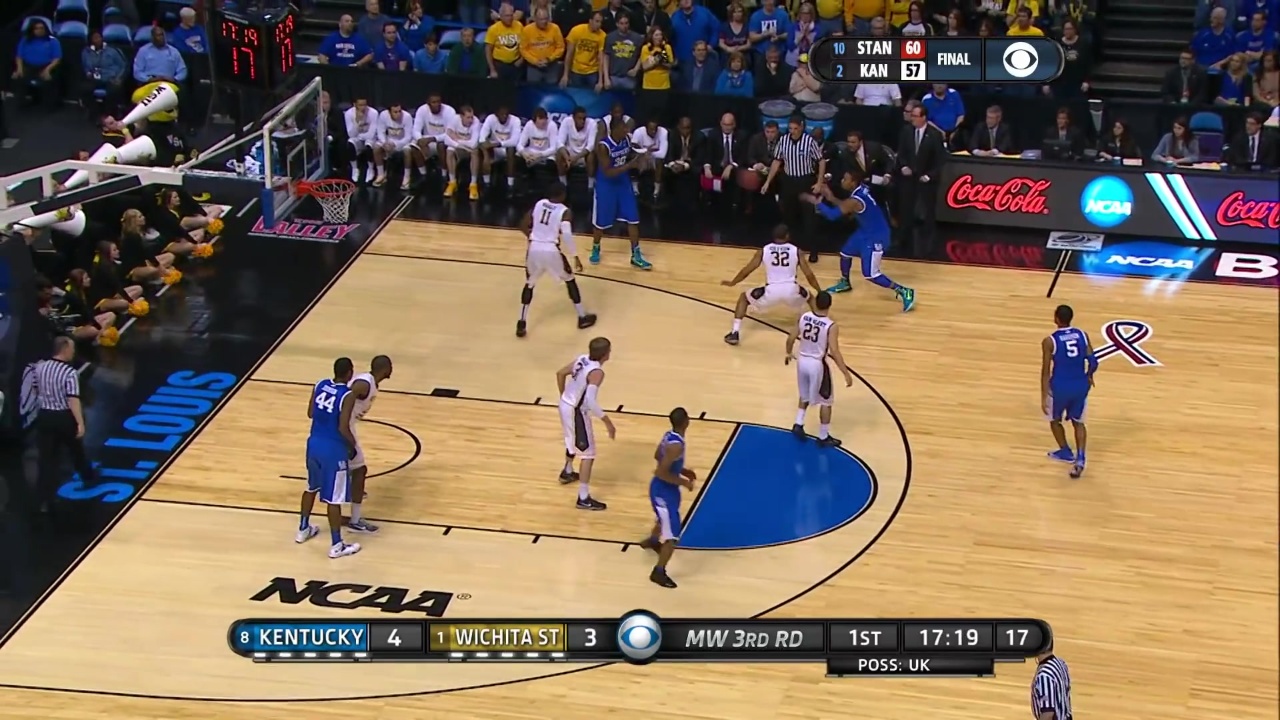 17:19
17
10 STAN 60
2 KAN 57
FINAL
WSU
Coca-Cola
NCAA
Coca-C
NCAA B
VALLEY
ST. LOUIS
11
32
23
5
44
NCAA
8 KENTUCKY 4 1 WICHITA ST 3 MW 3RD RD 1ST 17:19 17
POSS: UK